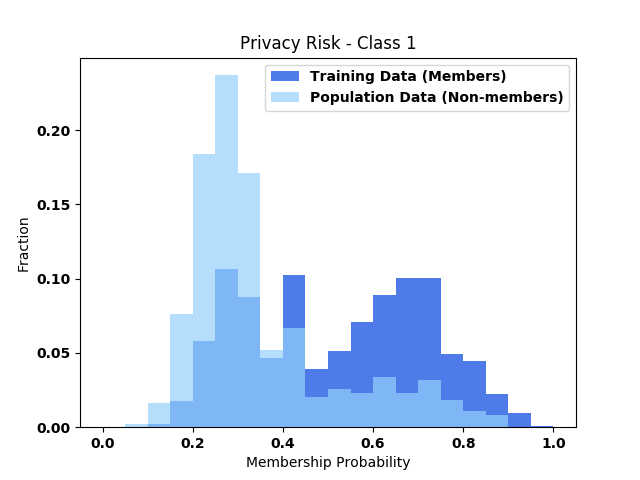 Privacy Risk - Class 1
Training Data (Members)
Population Data (Non-members)
0.20
0.15
0.10
0.05
0.00
Fraction
0.0 0.2 0.4 0.6 0.8 1.0
Membership Probability